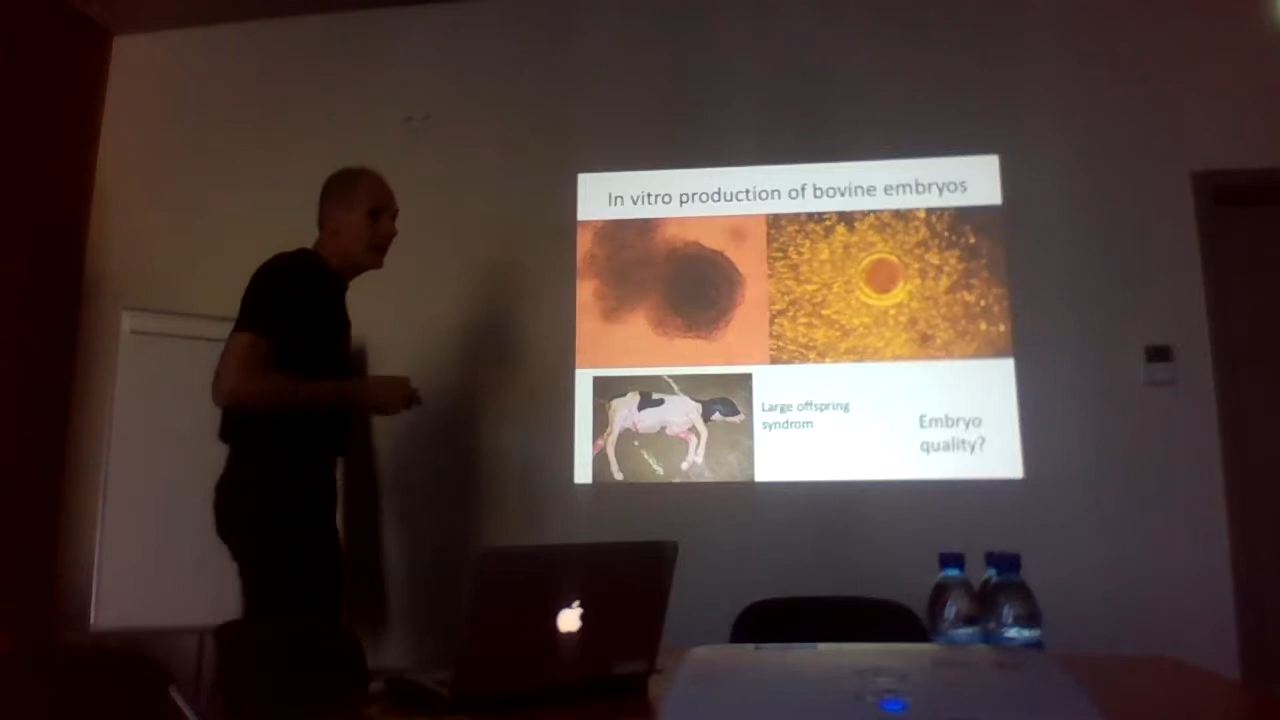 In vitro production of bovine embryos
Large offspring
syndrom
Embryo
quality?